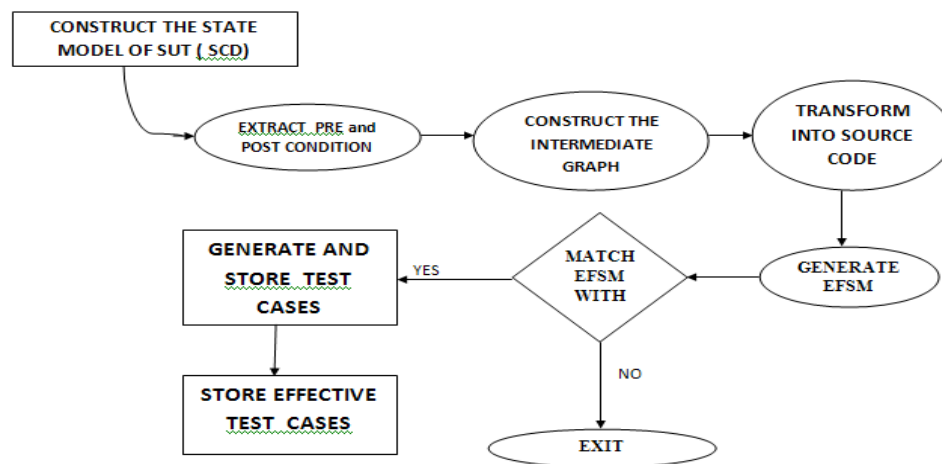 CONSTRUCT THE STATE
MODEL OF SUT ( SCD)
EXTRACT PRE and
POST CONDITION
CONSTRUCT THE
INTERMEDIATE
GRAPH
TRANSFORM
INTO SOURCE
CODE
GENERATE
EFSM
MATCH
EFSM
WITH
YES
GENERATE AND
STORE TEST
CASES
STORE EFFECTIVE
TEST CASES
NO
EXIT